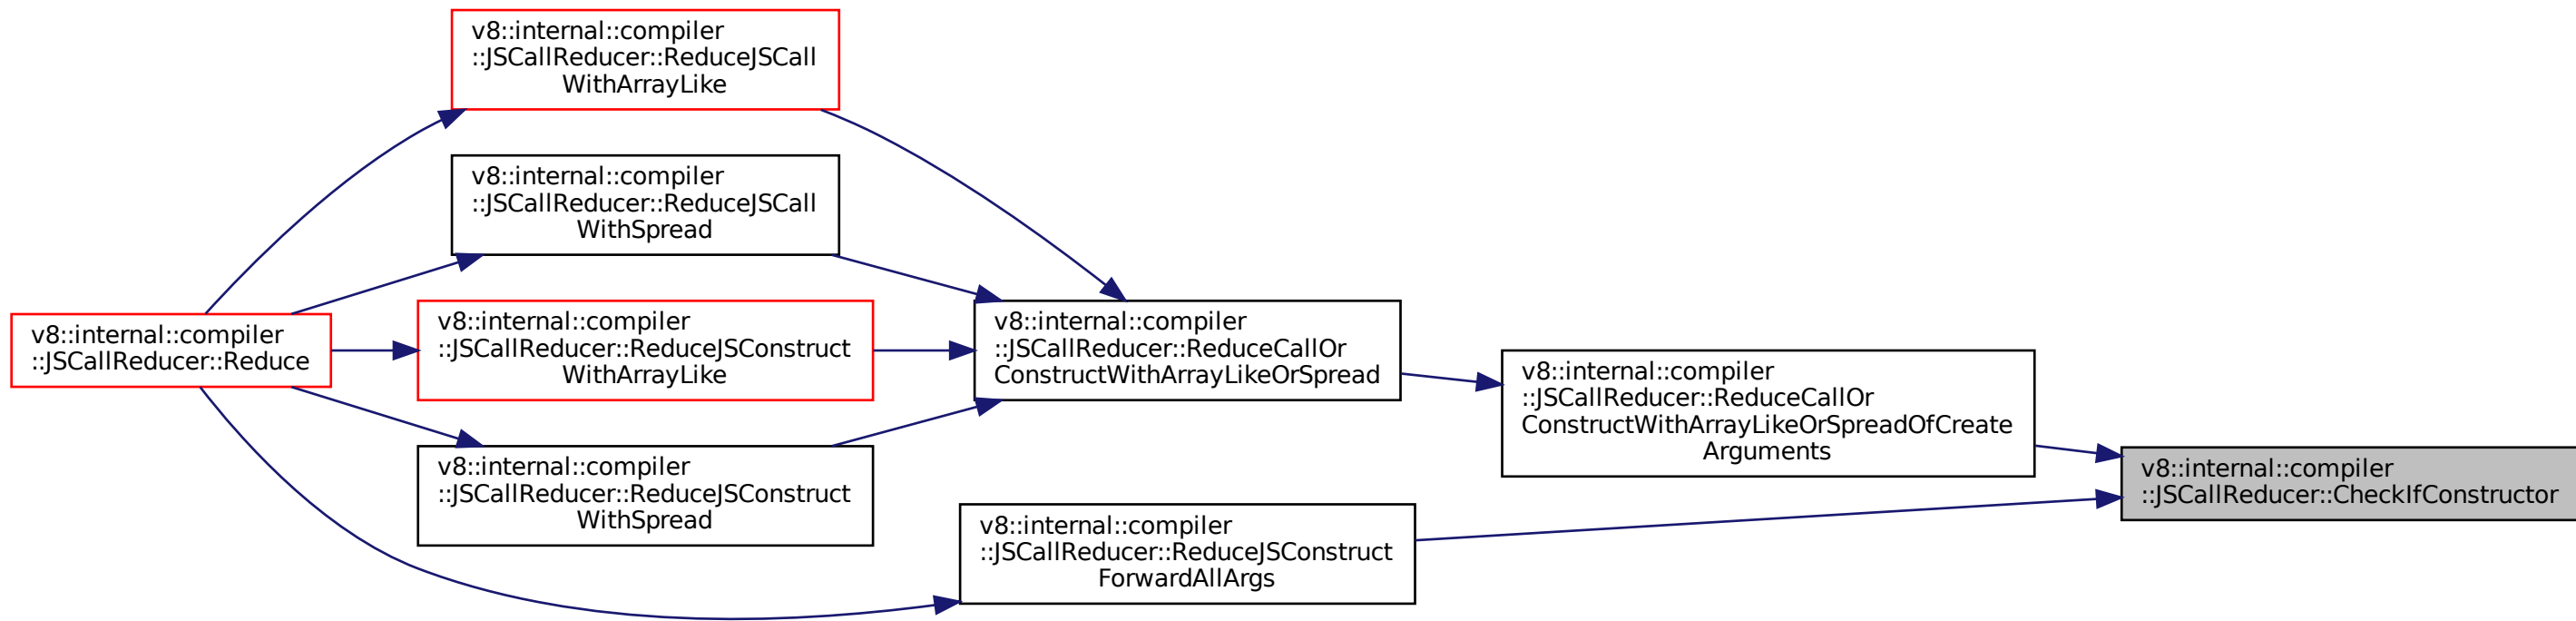 v8::internal::compiler
::JSCallReducer::ReduceJSCall
WithArrayLike
v8::internal::compiler
::JSCallReducer::ReduceJSCall
WithSpread
v8::internal::compiler
::JSCallReducer::Reduce
v8::internal::compiler
::JSCallReducer::ReduceJSConstruct
WithArrayLike
v8::internal::compiler
::JSCallReducer::ReduceJSConstruct
WithSpread
v8::internal::compiler
::JSCallReducer::ReduceCallOr
ConstructWithArrayLikeOrSpread
v8::internal::compiler
::JSCallReducer::ReduceJSConstruct
ForwardAllArgs
v8::internal::compiler
::JSCallReducer::ReduceCallOr
ConstructWithArrayLikeOrSpreadOfCreate
Arguments
v8::internal::compiler
::JSCallReducer::CheckIfConstructor